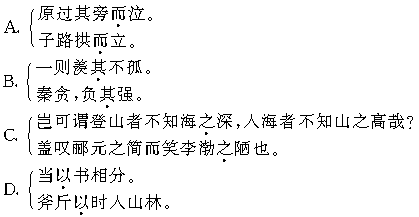 A. 原过其旁而泣。
子路拱而立。
B. 一则羡其不孤。
秦贪，负其强。
C. 岂可谓登山者不知海之深，入海者不知山之高哉？
盖叹郦元之简而笑李渤之陋也。
D. 当以书相分。
斧斤以时入山林。